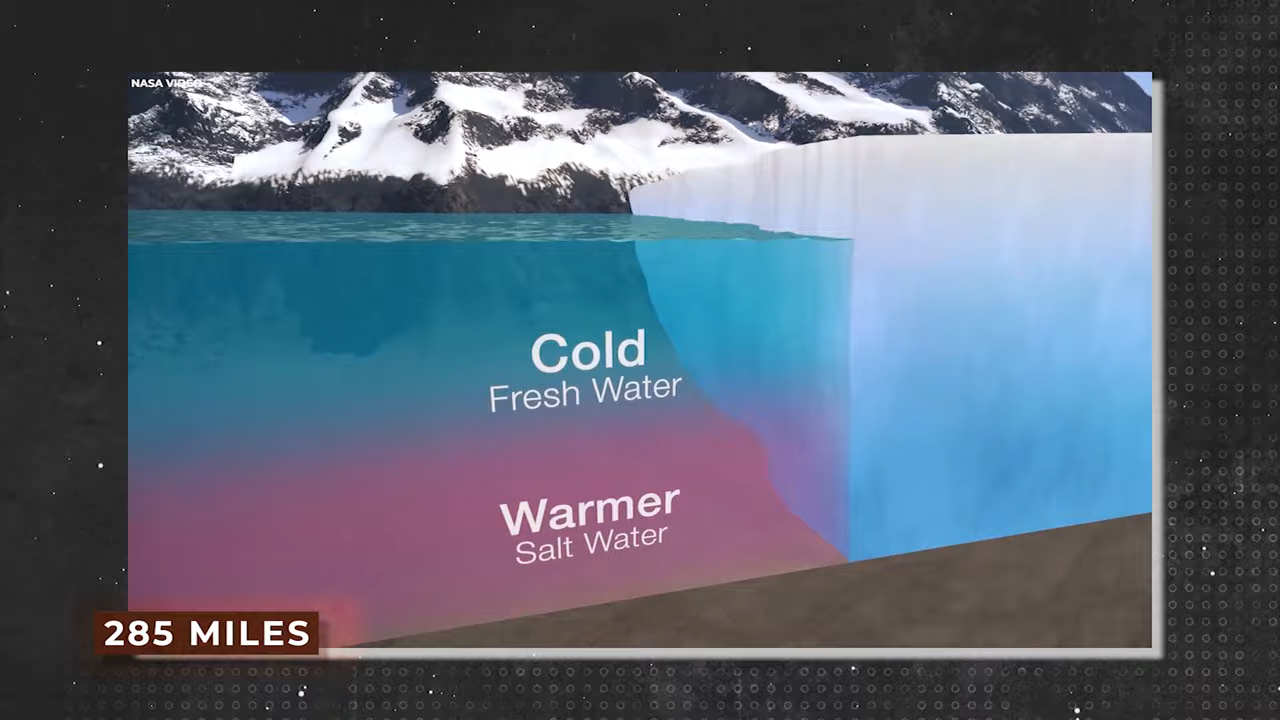 NASA VIDEO
Cold
Fresh Water
Warmer
Salt Water
285 MILES